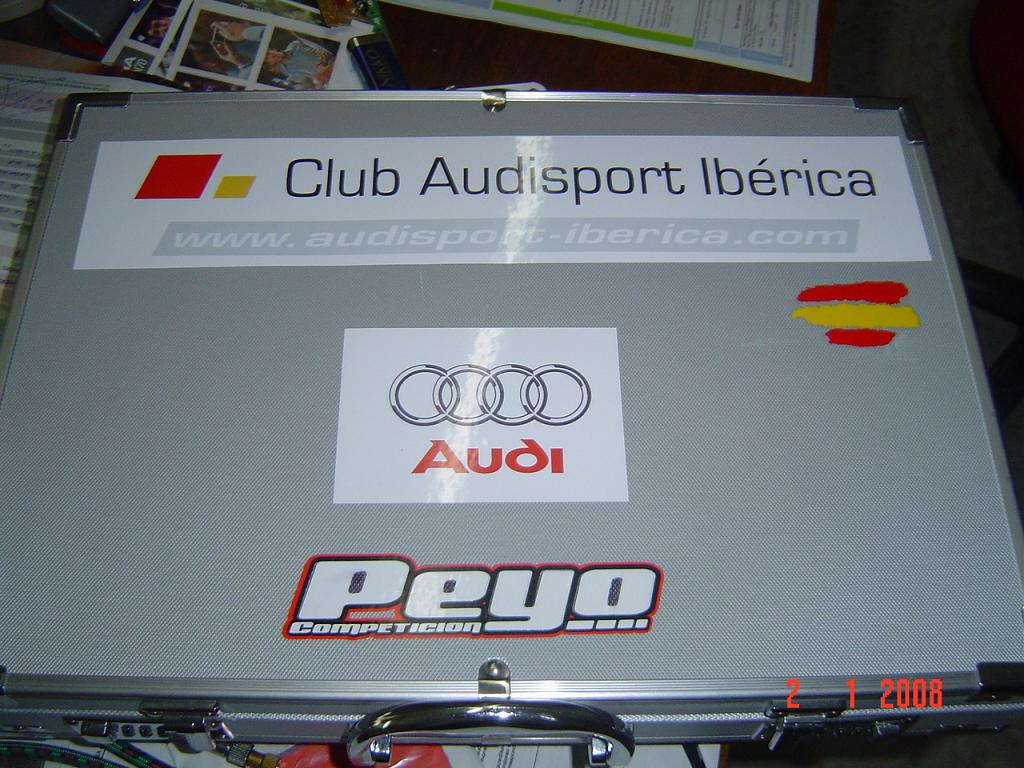 Club Audisport Ibérica
www.audisport-iberica.com
Audi
Peyo
Competicion
2 1 2008